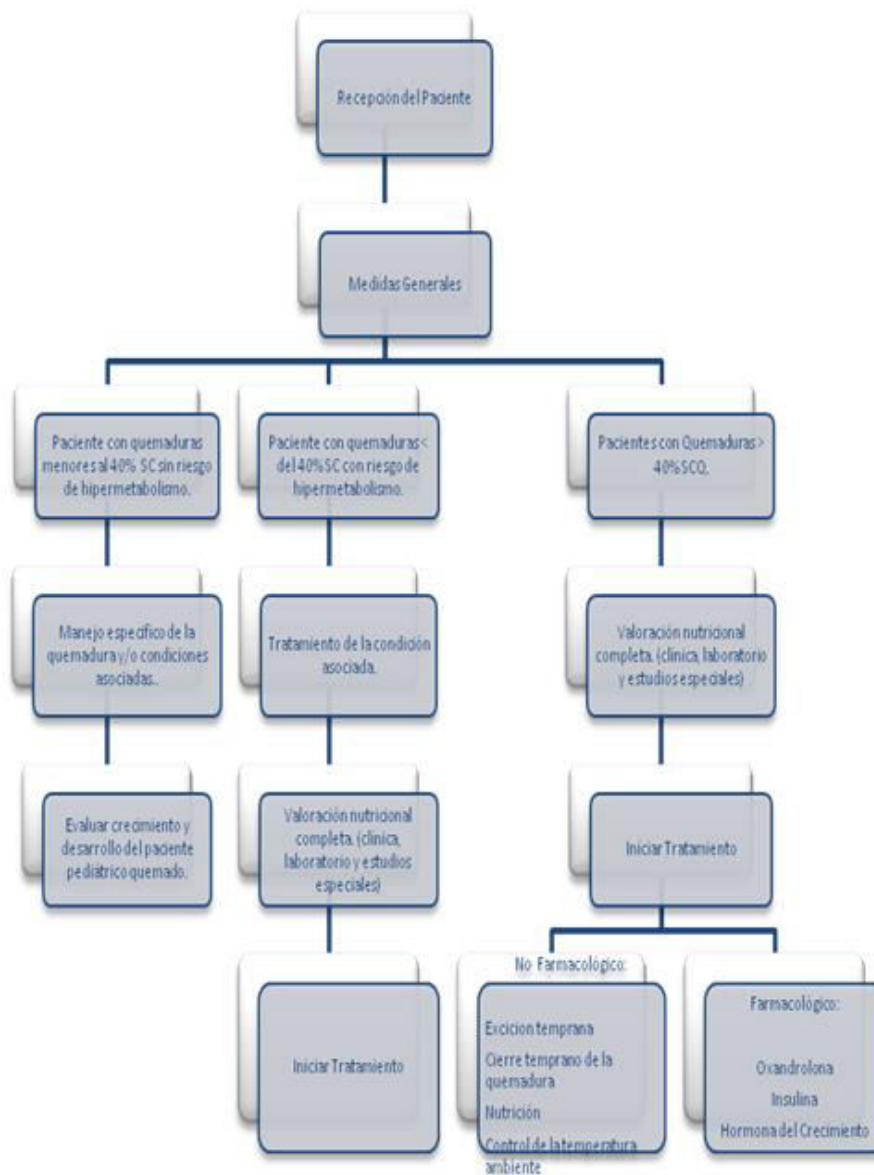 Recepción del Paciente
Medidas Generales
Paciente con quemaduras
menores al 40% SC sin riesgo
de hipermetabolismo.
Paciente con quemaduras <
del 40% SC con riesgo de
hipermetabolismo.
Pacientes con Quemaduras >
40% SCQ.
Manejo especifico de la
quemadura y/o condiciones
asociadas..
Tratamiento de la condición
asociada.
Valoración nutricional
completa. (clinica, laboratorio
y estudios especiales)
Evaluar crecimiento y
desarrollo del paciente
pediátrico quemado.
Valoración nutricional
completa. (clinica,
laboratorio y estudios
especiales)
Iniciar Tratamiento
Iniciar Tratamiento
No Farmacológico:
Excicion temprana
Cierre temprano de la
quemadura
Nutrición
Control de la temperatura
ambiente
Farmacológico:
Oxandrolona
Insulina
Hormona del Crecimiento